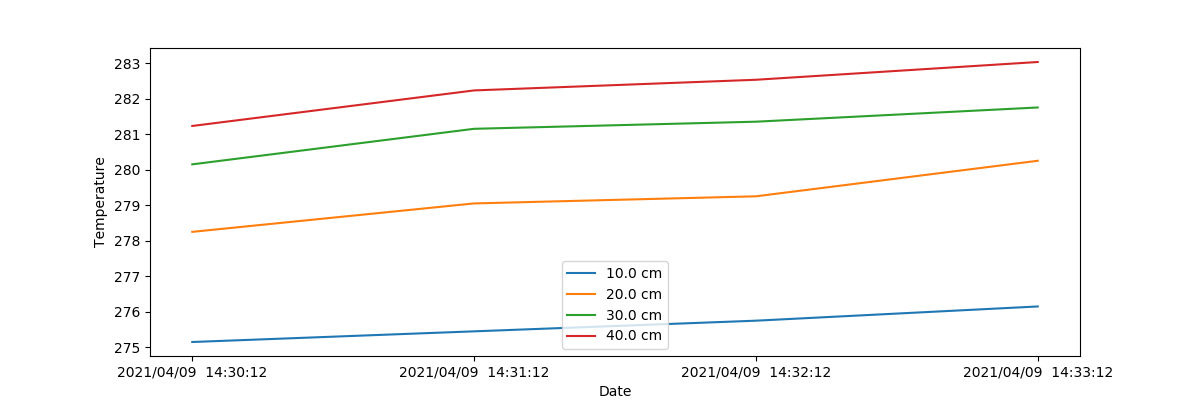 283
282
281
280
279
278
277
276
275
Temperature
10.0 cm
20.0 cm
30.0 cm
40.0 cm
2021/04/09  14:30:12
2021/04/09  14:31:12
2021/04/09  14:32:12
2021/04/09  14:33:12
Date